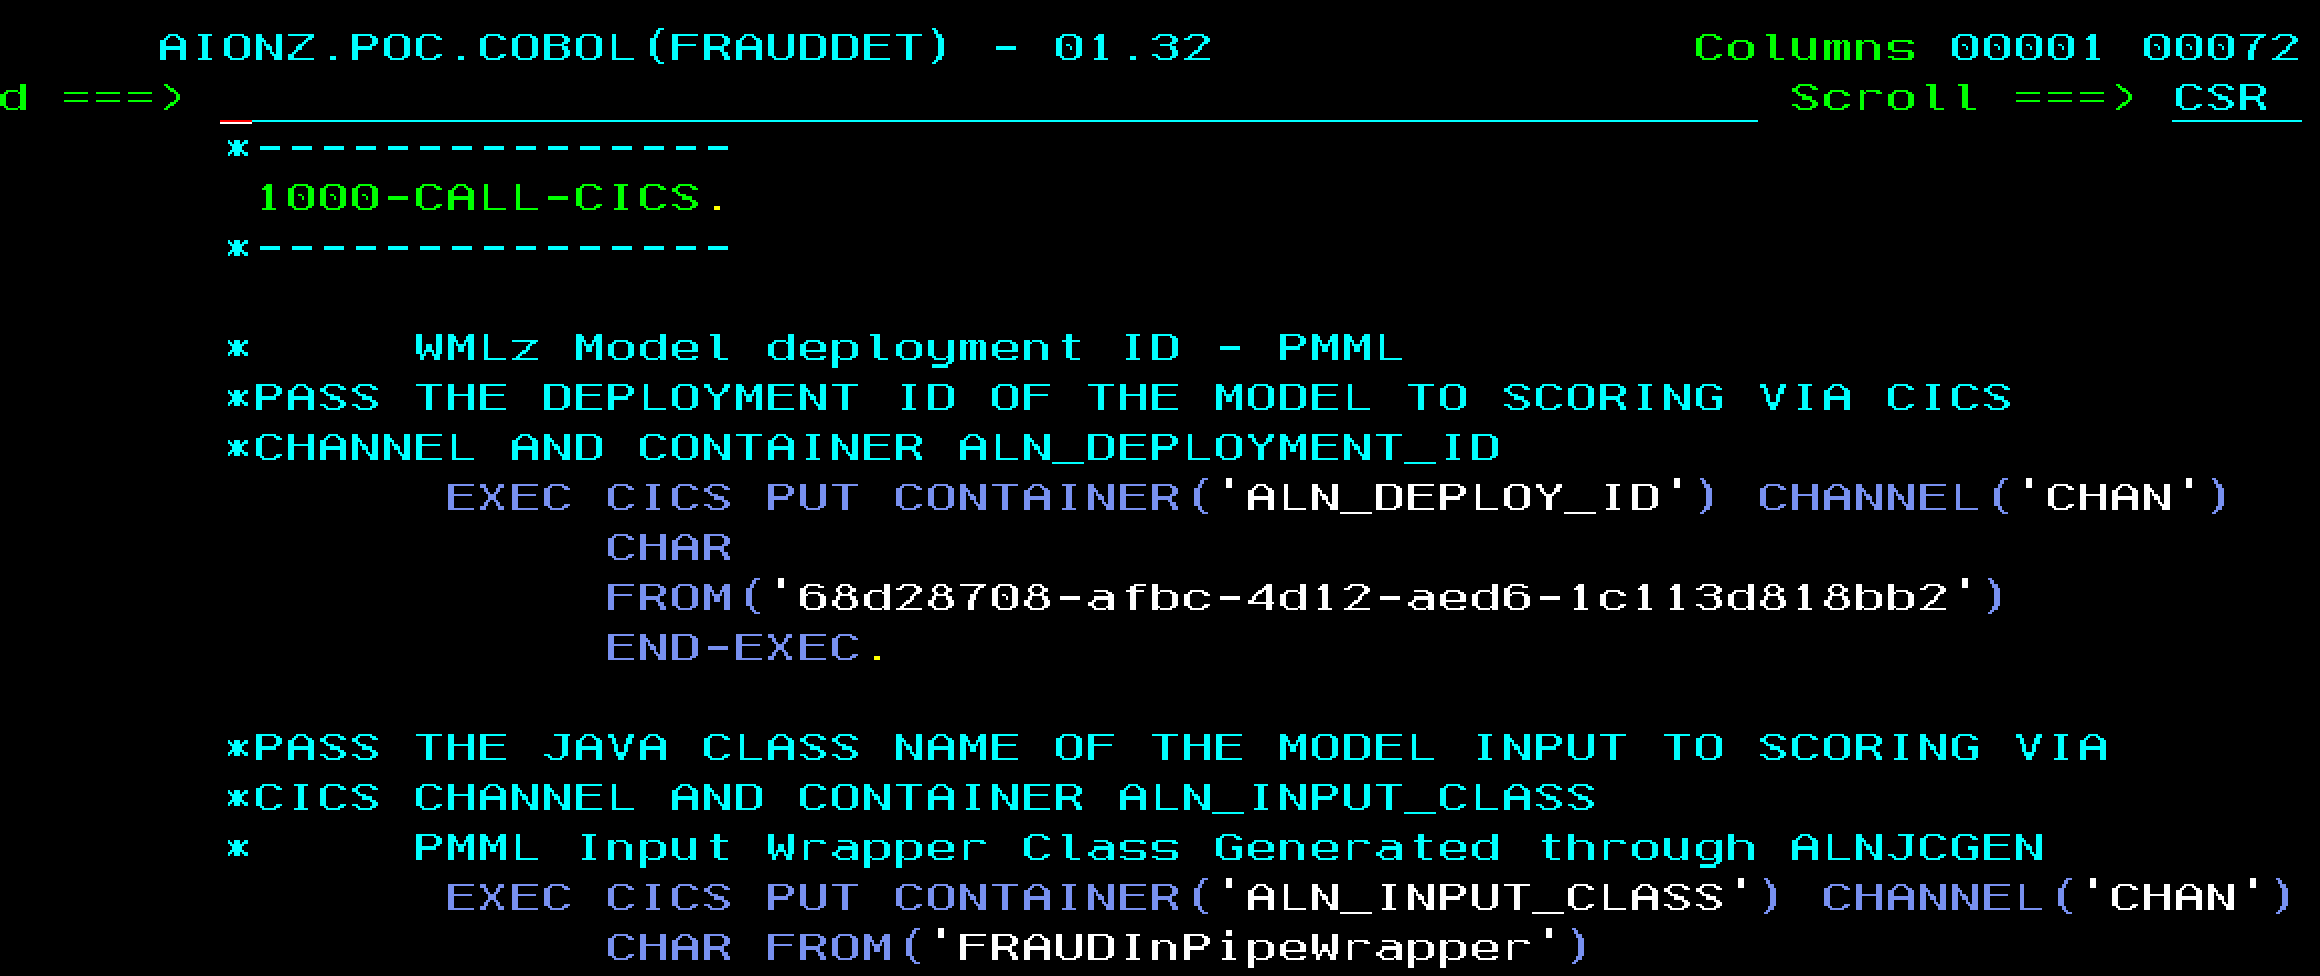 AIONZ.POC.COBOL(FRAUDDET) - 01.32 Columns 00001 00072
d ===> Scroll ===> CSR
*---------------
1000-CALL-CICS.
*---------------
* WMLz Model deployment ID - PMML
*PASS THE DEPLOYMENT ID OF THE MODEL TO SCORING VIA CICS
*CHANNEL AND CONTAINER ALN_DEPLOYMENT_ID
EXEC CICS PUT CONTAINER('ALN_DEPLOY_ID') CHANNEL('CHAN')
CHAR
FROM('68d28708-afbc-4d12-aed6-1c113d818bb2')
END-EXEC.
*PASS THE JAVA CLASS NAME OF THE MODEL INPUT TO SCORING VIA
*CICS CHANNEL AND CONTAINER ALN_INPUT_CLASS
* PMML Input Wrapper Class Generated through ALNJCGEN
EXEC CICS PUT CONTAINER('ALN_INPUT_CLASS') CHANNEL('CHAN')
CHAR FROM('FRAUDInPipeWrapper')